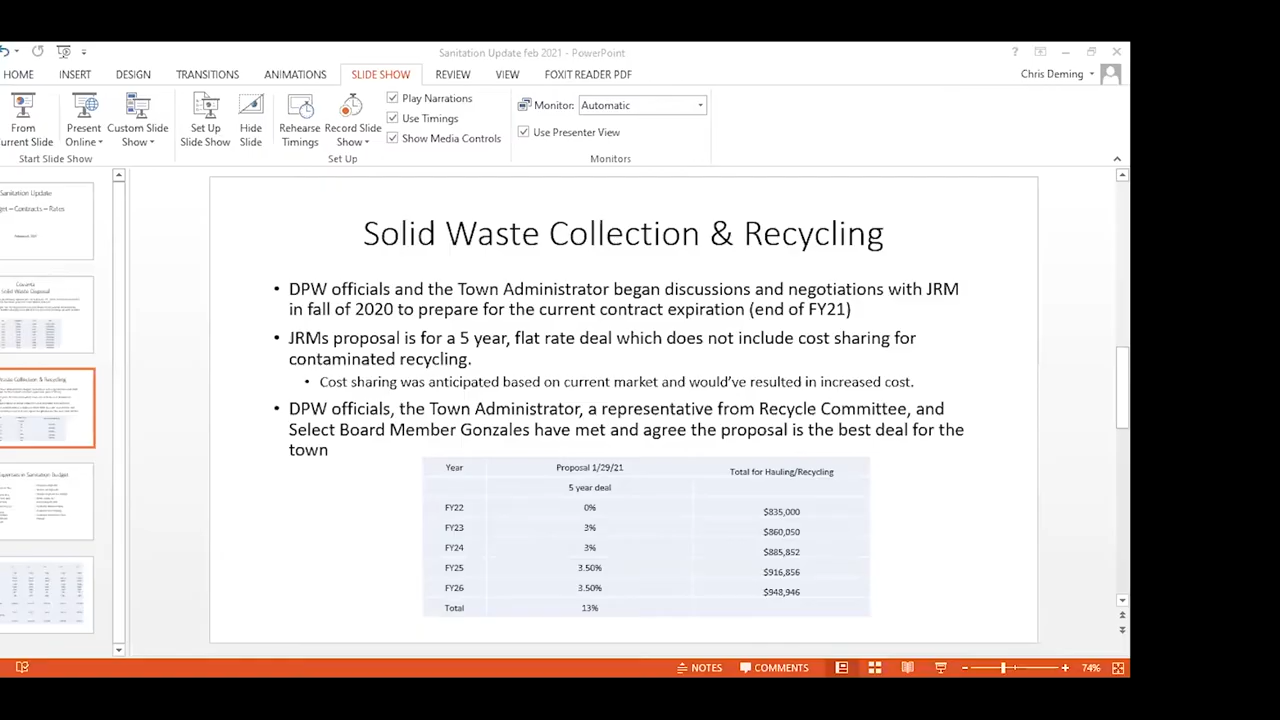 Sanitation Update feb 2021 - PowerPoint
HOME INSERT DESIGN TRANSITIONS ANIMATIONS SLIDE SHOW REVIEW VIEW FOXIT READER PDF
Chris Deming
From Current Slide
Present Online
Custom Slide Show
Set Up Slide Show
Hide Slide
Rehearse Timings
Record Slide Show
Play Narrations
Use Timings
Show Media Controls
Monitor: Automatic
Use Presenter View
Start Slide Show
Set Up
Monitors
Sanitation Update
Solid Waste Disposal
Solid Waste Collection & Recycling
• DPW officials and the Town Administrator began discussions and negotiations with JRM
in fall of 2020 to prepare for the current contract expiration (end of FY21)
• JRMs proposal is for a 5 year, flat rate deal which does not include cost sharing for
contaminated recycling.
• Cost sharing was anticipated based on current market and would've resulted in increased cost.
• DPW officials, the Town Administrator, a representative from Recycle Committee, and
Select Board Member Gonzales have met and agree the proposal is the best deal for the
town
Year Proposal 1/29/21 Total for Hauling/Recycling
5 year deal
FY22 0% $835,000
FY23 3% $860,050
FY24 3% $885,852
FY25 3.50% $916,856
FY26 3.50% $948,946
Total 13%
NOTES COMMENTS 74%